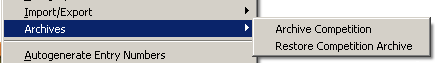 Import/Export
Archives
Archive Competition
Restore Competition Archive
Autogenerate Entry Numbers